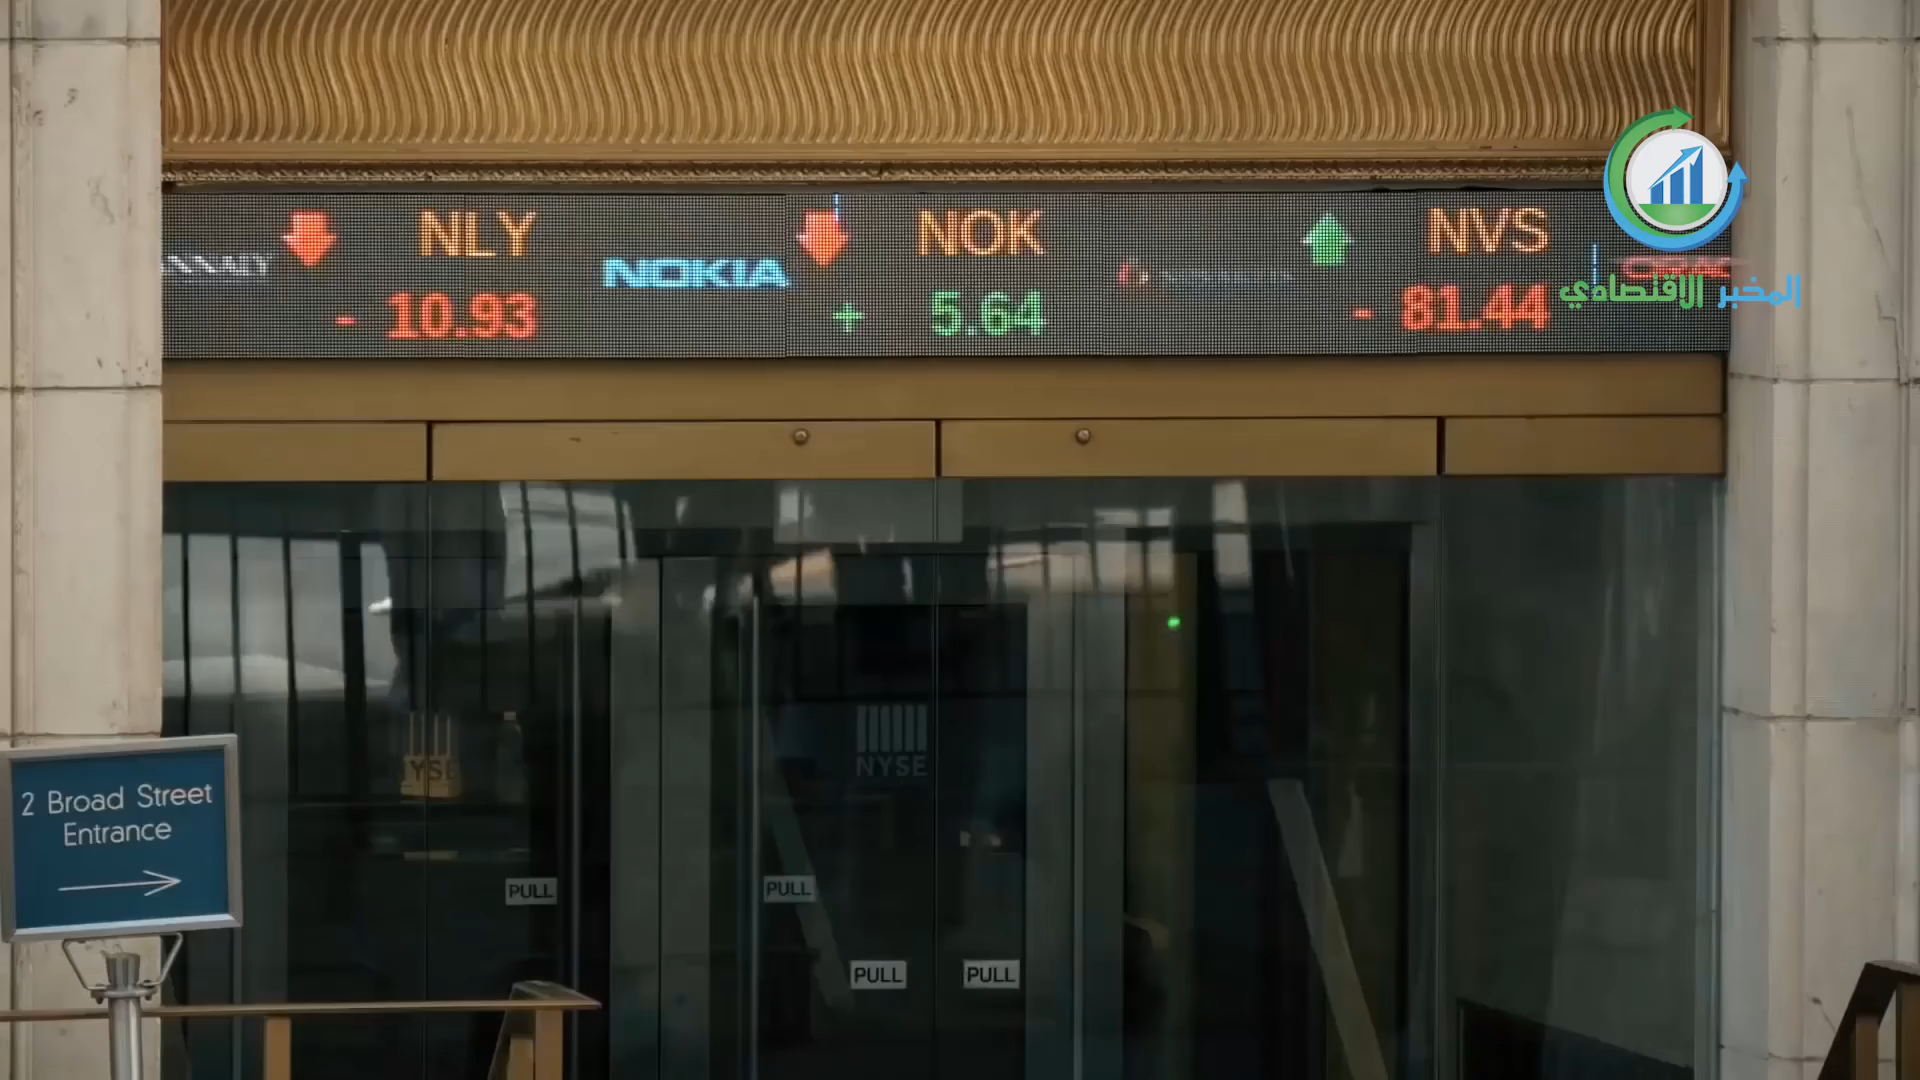 NLY
NOKIA
NOK
NVS
- 10.93
+ 5.64
- 81.44
المخبر الاقتصادي
NYSE
2 Broad Street
Entrance
PULL
PULL
PULL
PULL